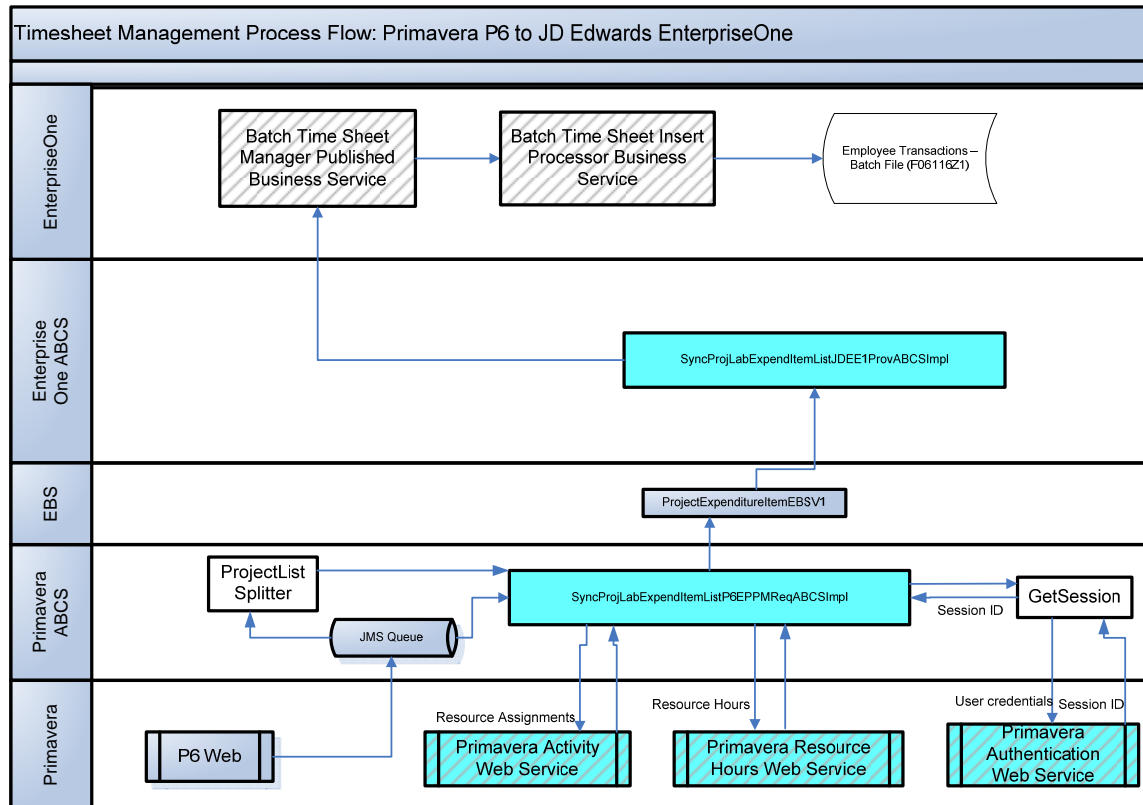 Timesheet Management Process Flow: Primavera P6 to JD Edwards EnterpriseOne
EnterpriseOne
Batch Time Sheet
Manager Published
Business Service
Batch Time Sheet Insert
Processor Business
Service
Employee Transactions –
Batch File (F06116Z1)
Enterprise
One ABCS
SyncProjLabExpendItemListJDEE1ProvABCSImpl
EBS
ProjectExpenditureItemEBSV1
Primavera
ABCS
ProjectList
Splitter
JMS Queue
SyncProjLabExpendItemListP6EPPMReqABCSImpl
Session ID
GetSession
Primavera
P6 Web
Resource Assignments
Primavera Activity
Web Service
Resource Hours
Primavera Resource
Hours Web Service
User credentials
Session ID
Primavera
Authentication
Web Service